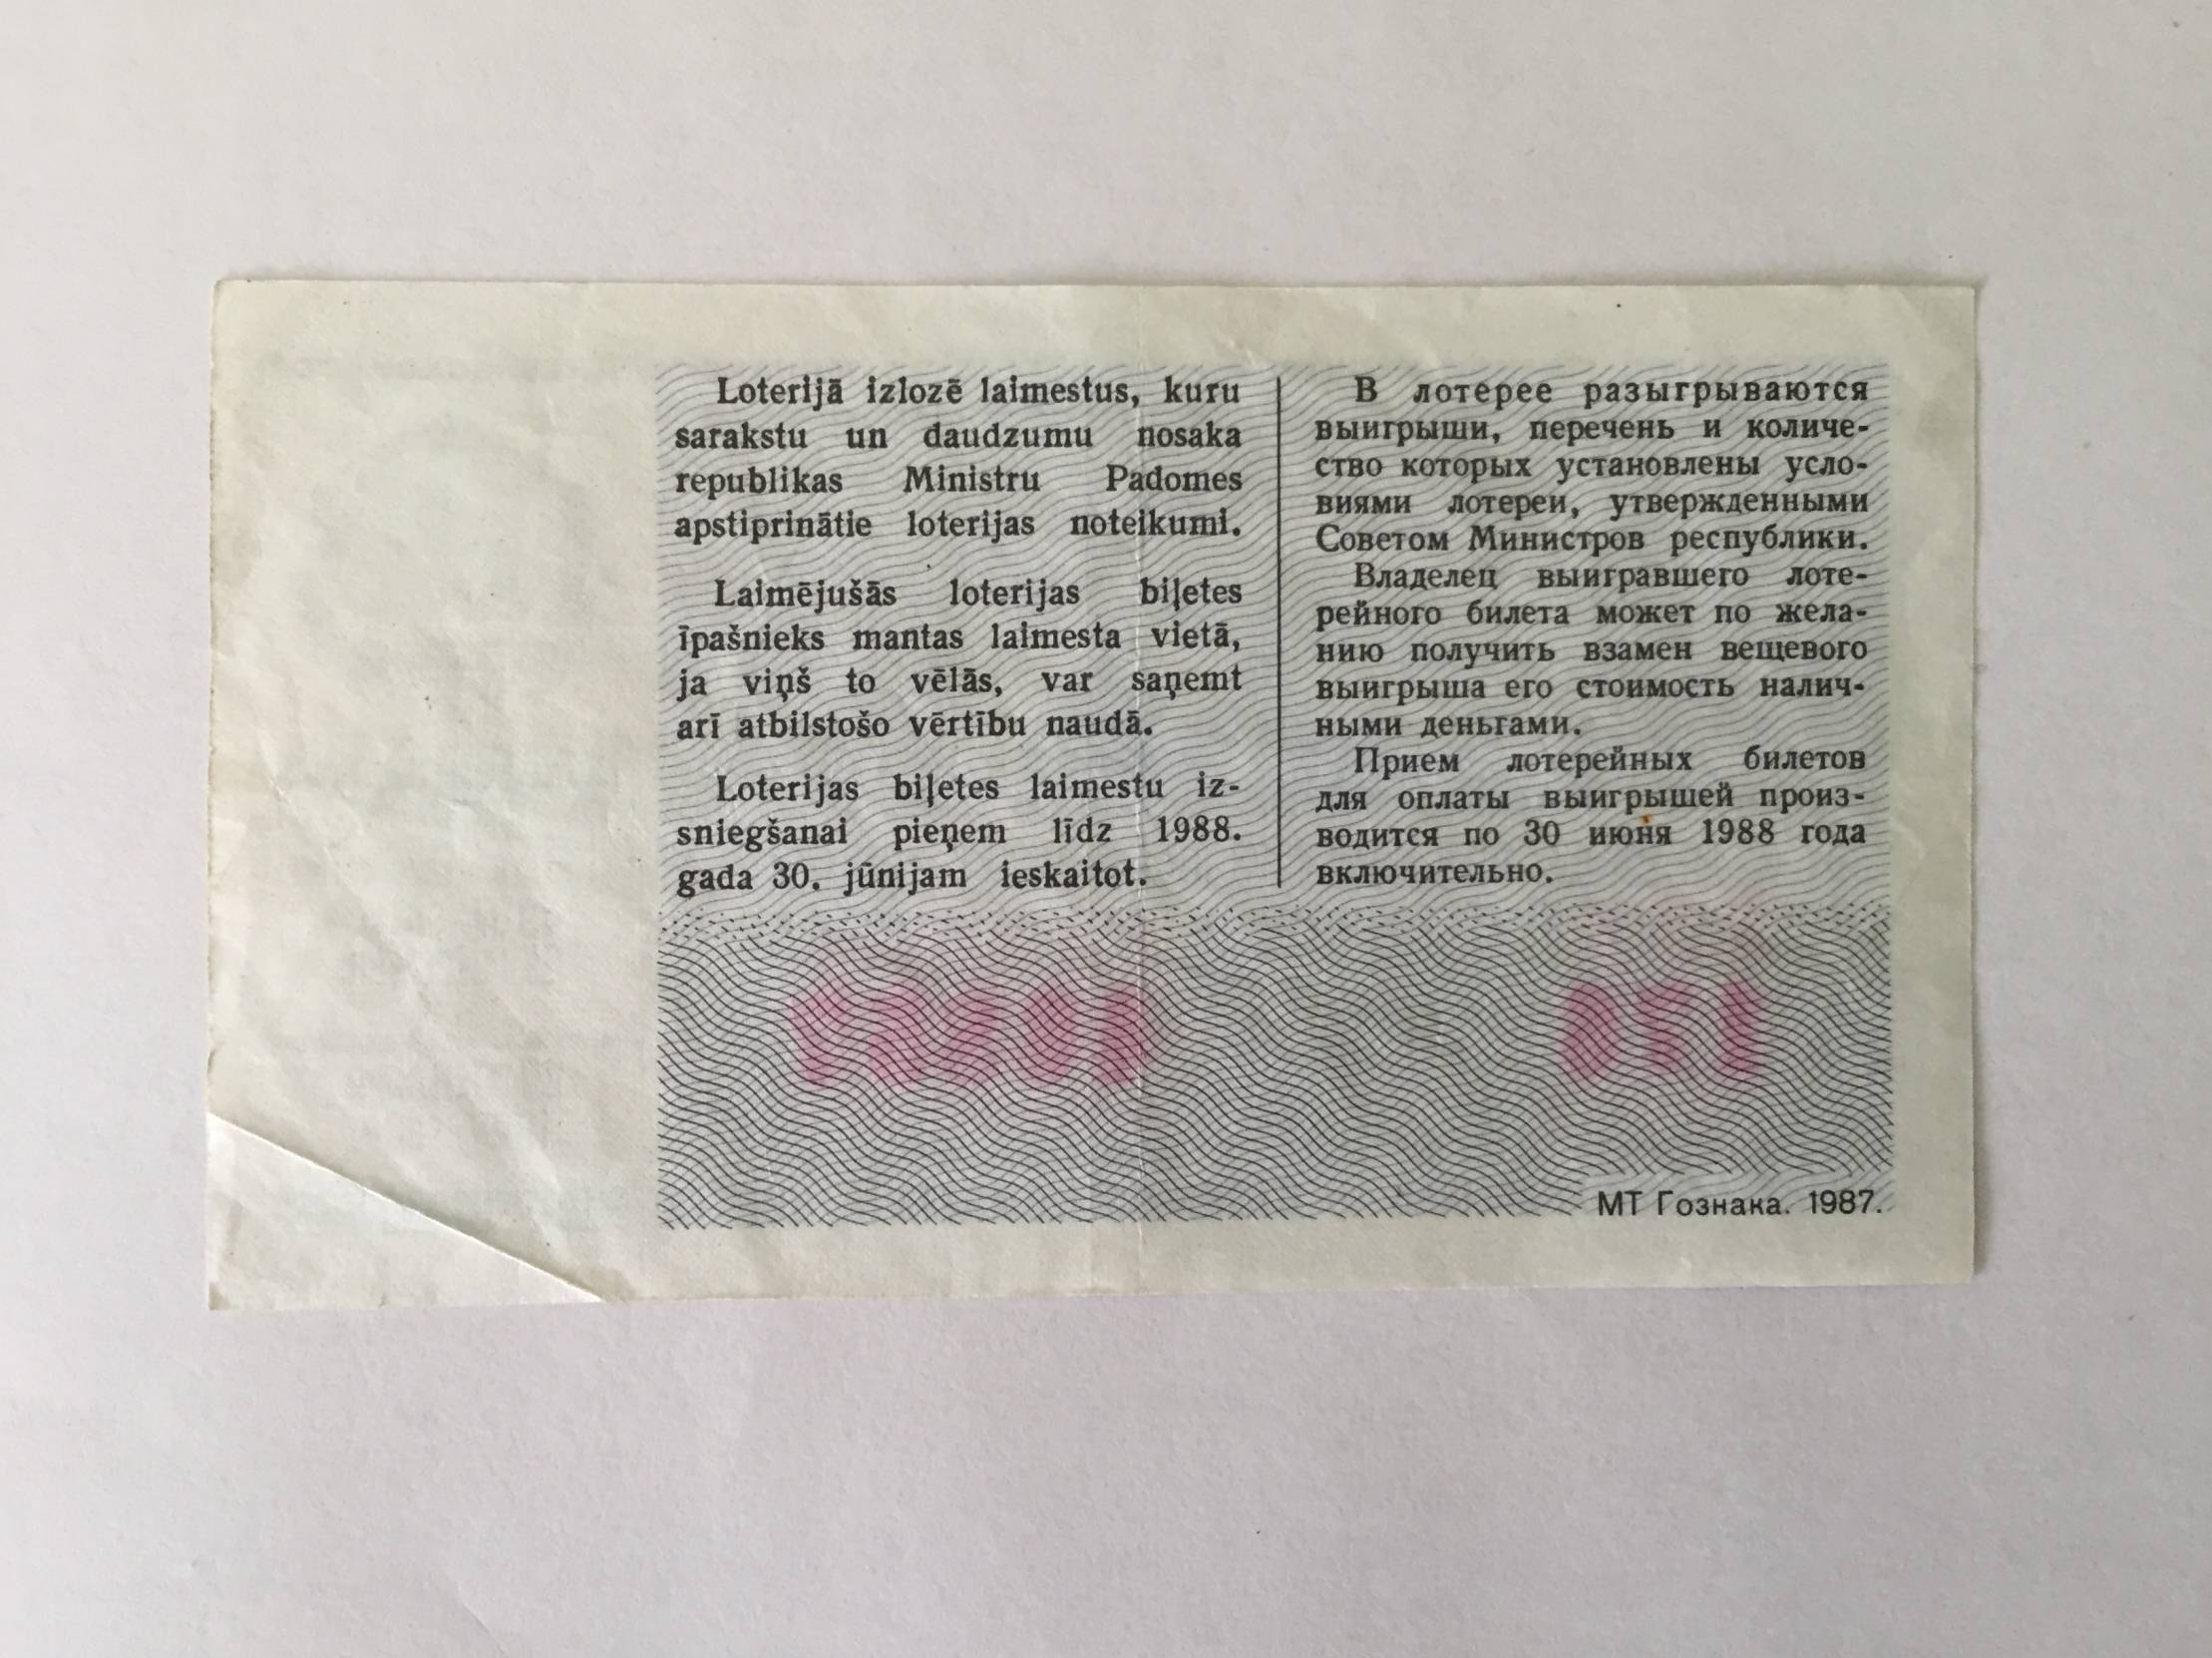 Loterijā izlozē laimestus, kuru
sarakstu un daudzumu nosaka
republikas Ministru Padomes
apstiprinātie loterijas noteikumi.
Laimējušās loterijas biļetes
īpašnieks mantas laimesta vietā,
ja viņš to vēlās, var saņemt
arī atbilstošo vērtību naudā.
Loterijas biļetes laimestu iz-
sniegšanai pieņem līdz 1988.
gada 30. jūnijam ieskaitot.
В лотерее разыгрываются
выигрыши, перечень и количе-
ство которых установлены усло-
виями лотереи, утвержденными
Советом Министров республики.
Владелец выигравшего лоте-
рейного билета может по жела-
нию получить взамен вещевого
выигрыша его стоимость налич-
ными деньгами.
Прием лотерейных билетов
для оплаты выигрышей произ-
водится по 30 июня 1988 года
включительно.
МТ Гознака. 1987.